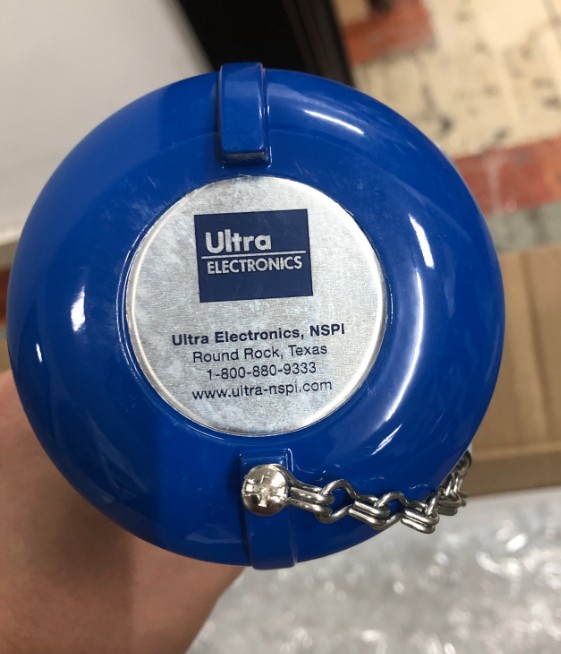 Ultra
ELECTRONICS
Ultra Electronics, NSPI
Round Rock, Texas
1-800-880-9333
www.ultra-nspi.com